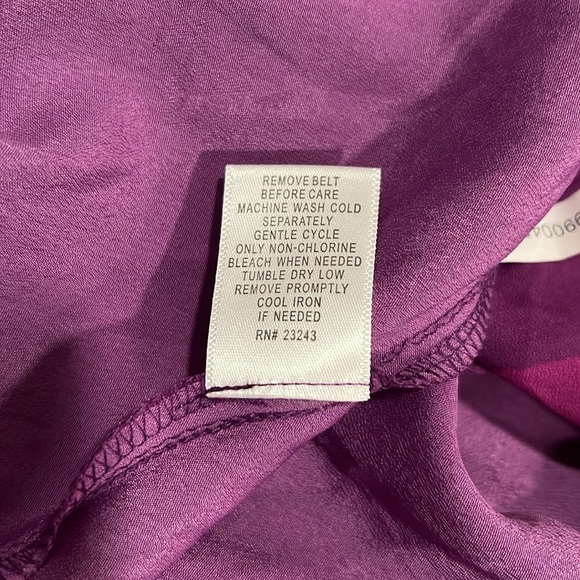 REMOVE BELT
BEFORE CARE
MACHINE WASH COLD
SEPARATELY
GENTLE CYCLE
ONLY NON-CHLORINE
BLEACH WHEN NEEDED
TUMBLE DRY LOW
REMOVE PROMPTLY
COOL IRON
IF NEEDED
RN# 23243